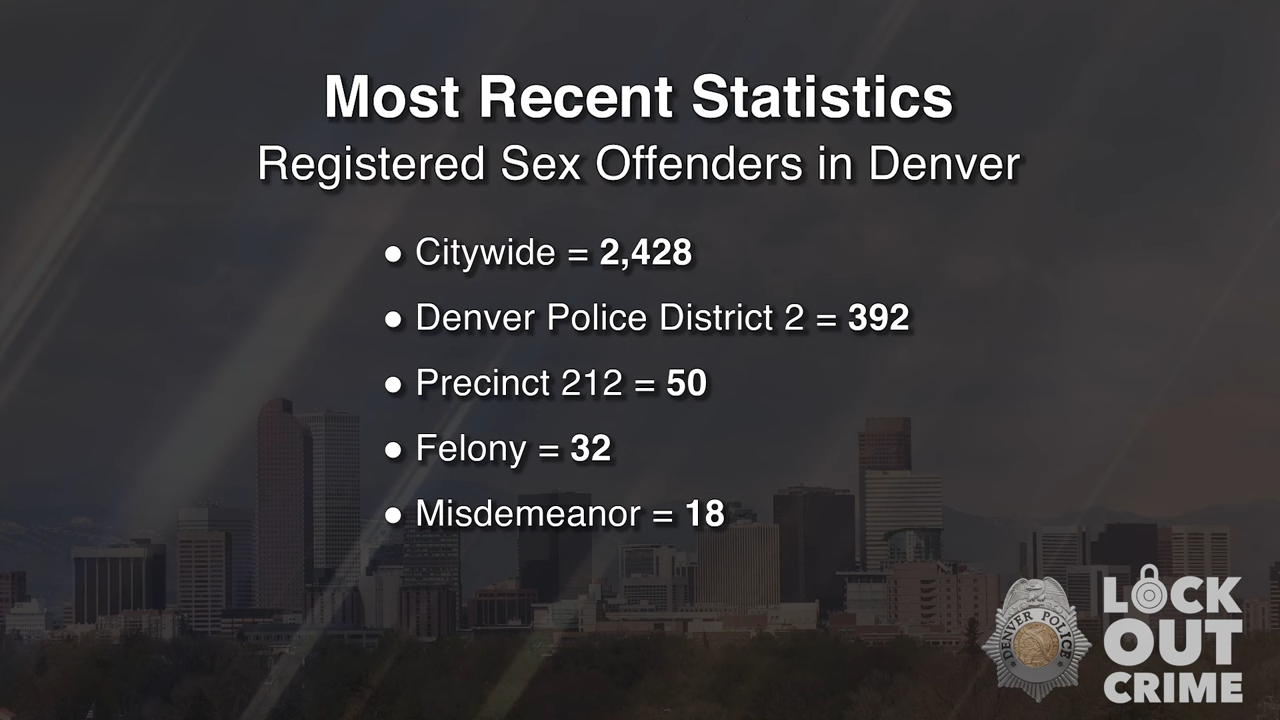 Most Recent Statistics
Registered Sex Offenders in Denver
● Citywide = 2,428
● Denver Police District 2 = 392
● Precinct 212 = 50
● Felony = 32
● Misdemeanor = 18
DENVER POLICE
LOCK
OUT
CRIME